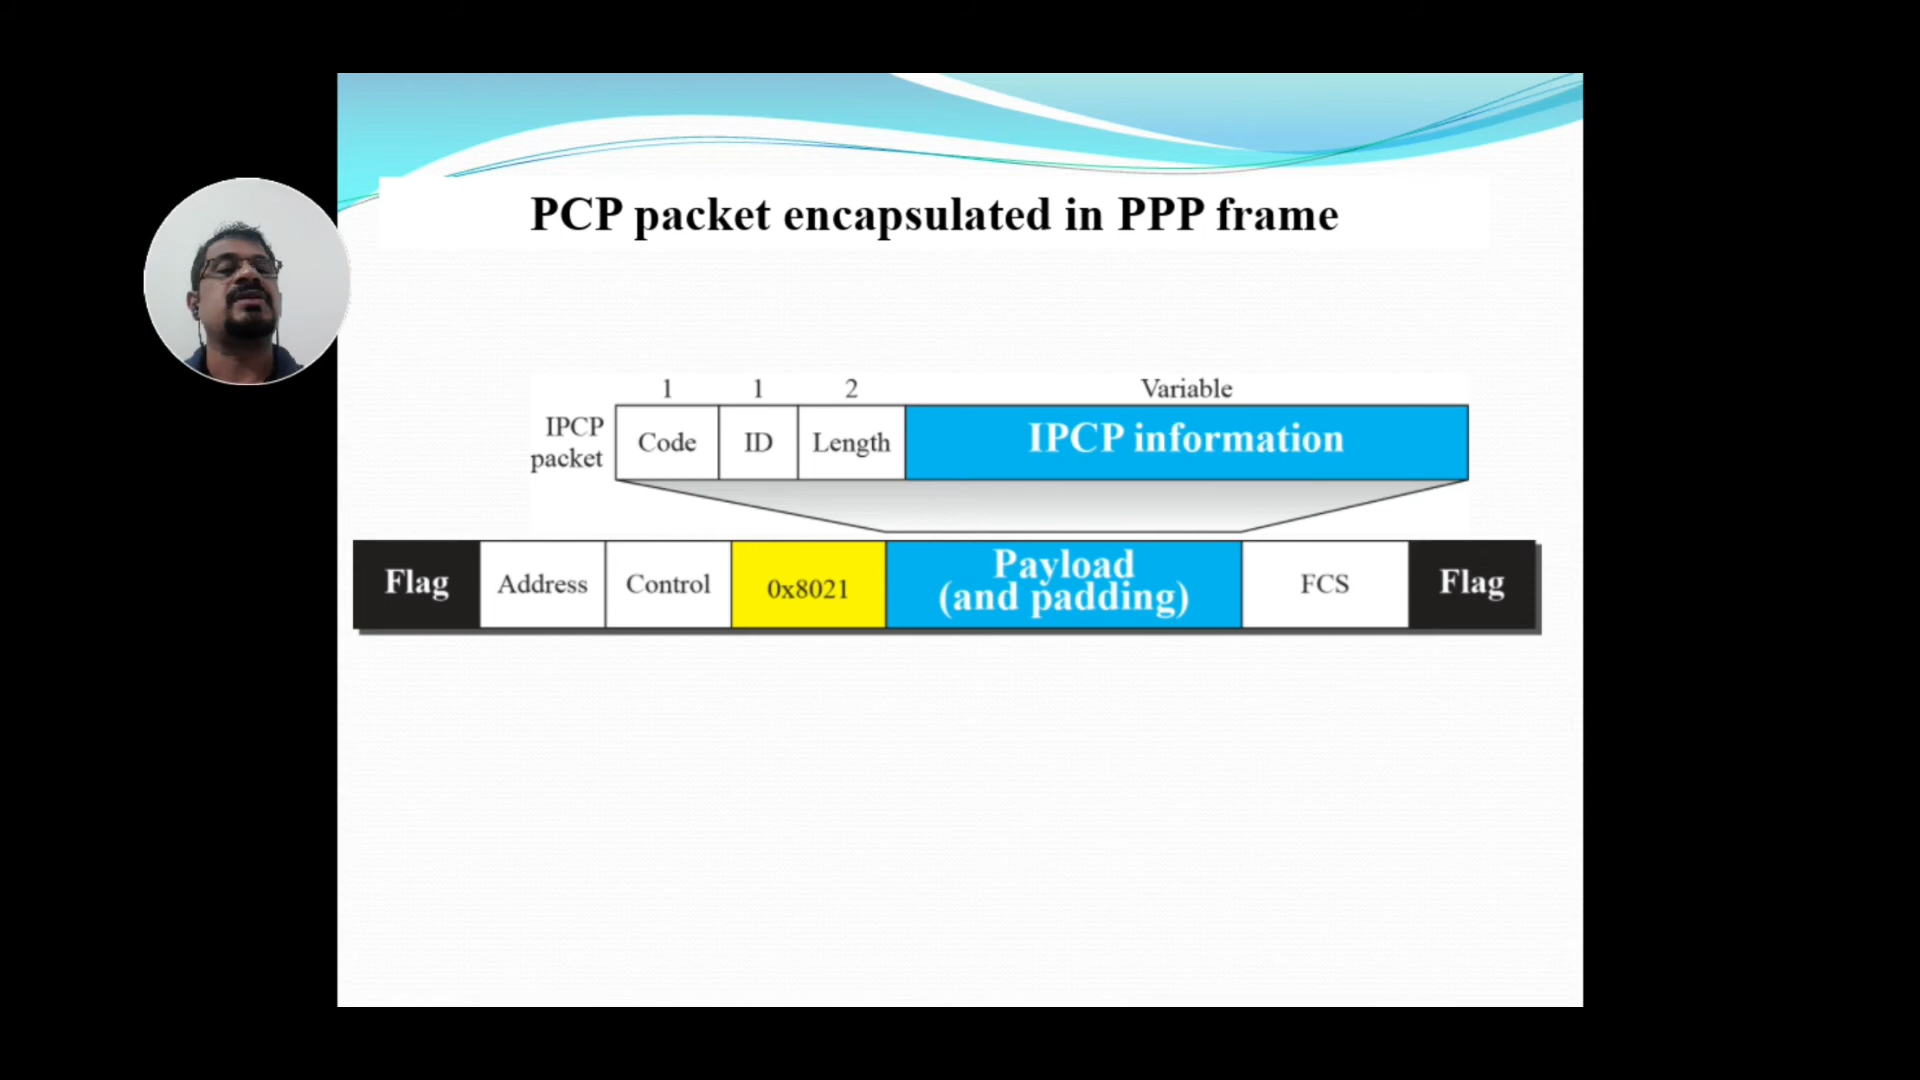 PCP packet encapsulated in PPP frame
1 1 2 Variable
IPCP
packet
Code ID Length IPCP information
Flag Address Control 0x8021 Payload
(and padding) FCS Flag